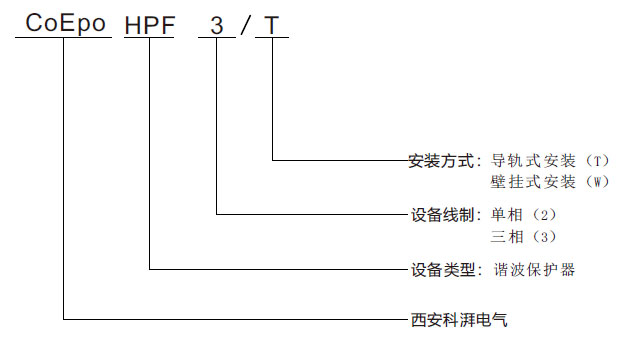 CoEpo HPF 3 / T
安装方式：导轨式安装（T）
壁挂式安装（W）
设备线制：单相（2）
三相（3）
设备类型：谐波保护器
西安科湃电气